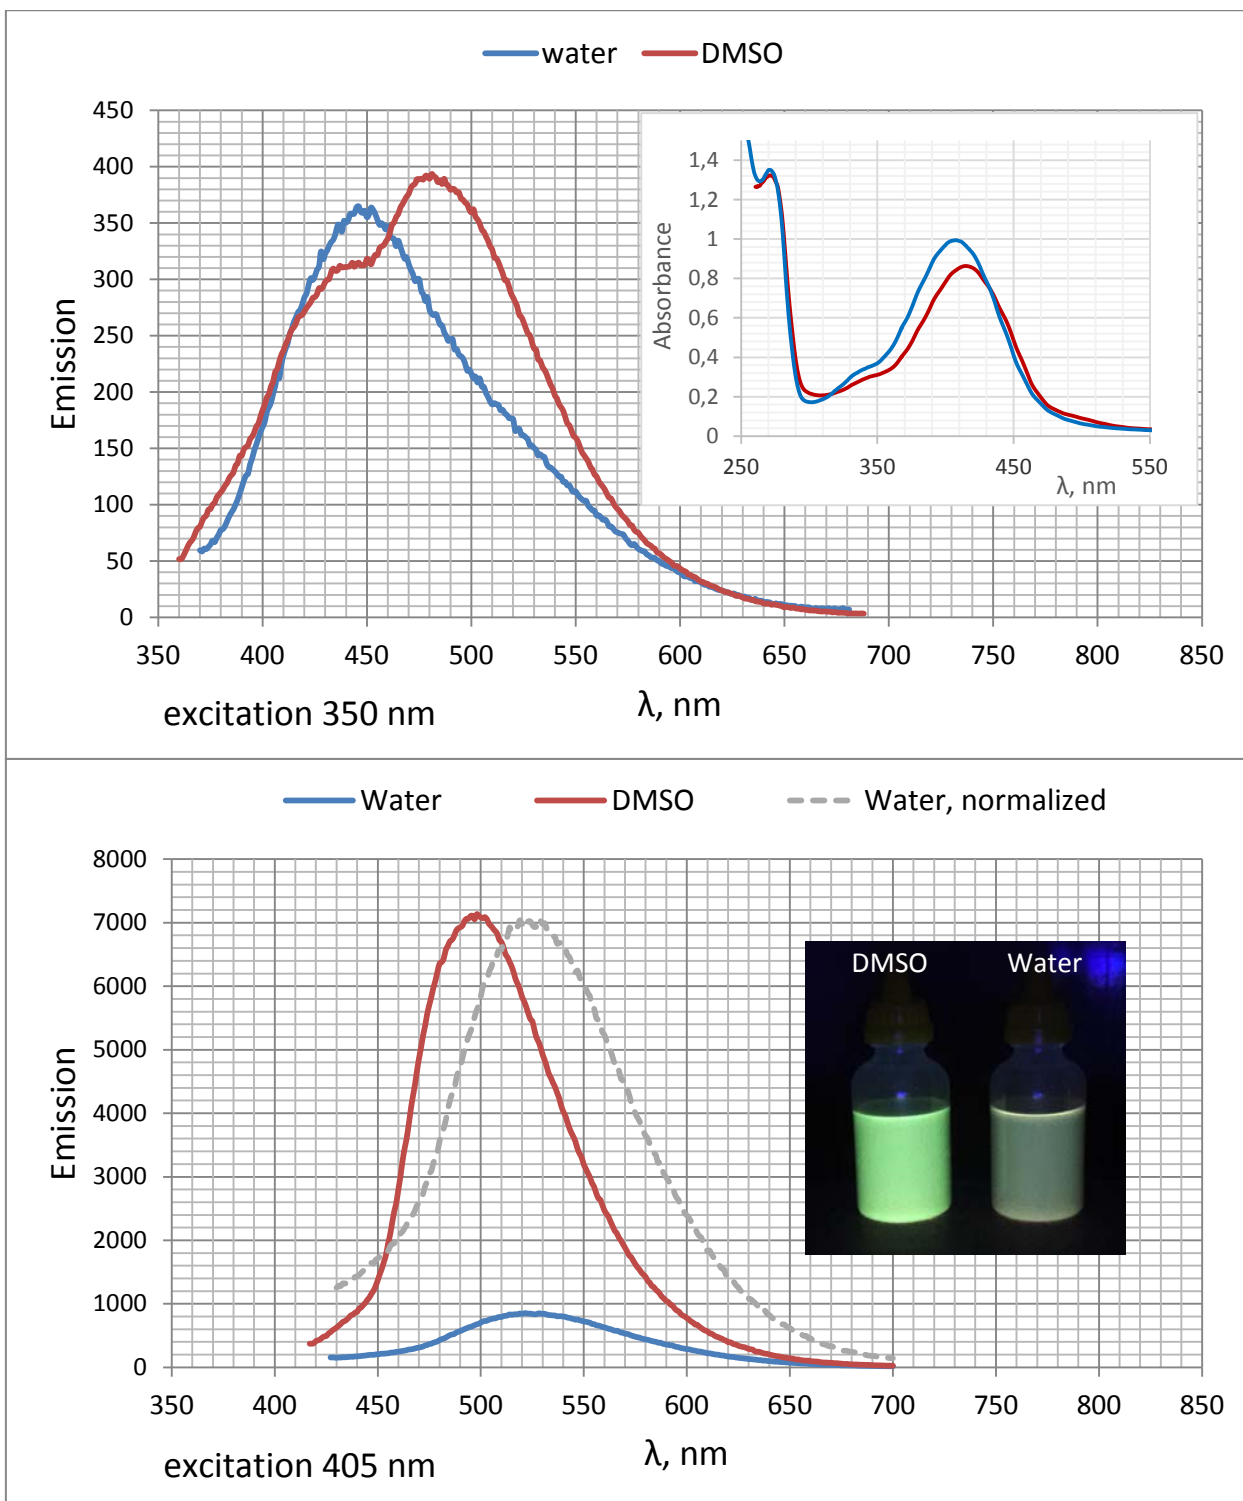 water DMSO
450
400
350
300
250
200
150
100
50
0
Emission
350 400 450 500 550 600 650 700 750 800 850
excitation 350 nm
λ, nm
1,4
1,2
1
0,8
0,6
0,4
0,2
0
Absorbance
250 350 450 550
λ, nm
Water DMSO Water, normalized
8000
7000
6000
5000
4000
3000
2000
1000
0
Emission
DMSO Water
350 400 450 500 550 600 650 700 750 800 850
excitation 405 nm
λ, nm